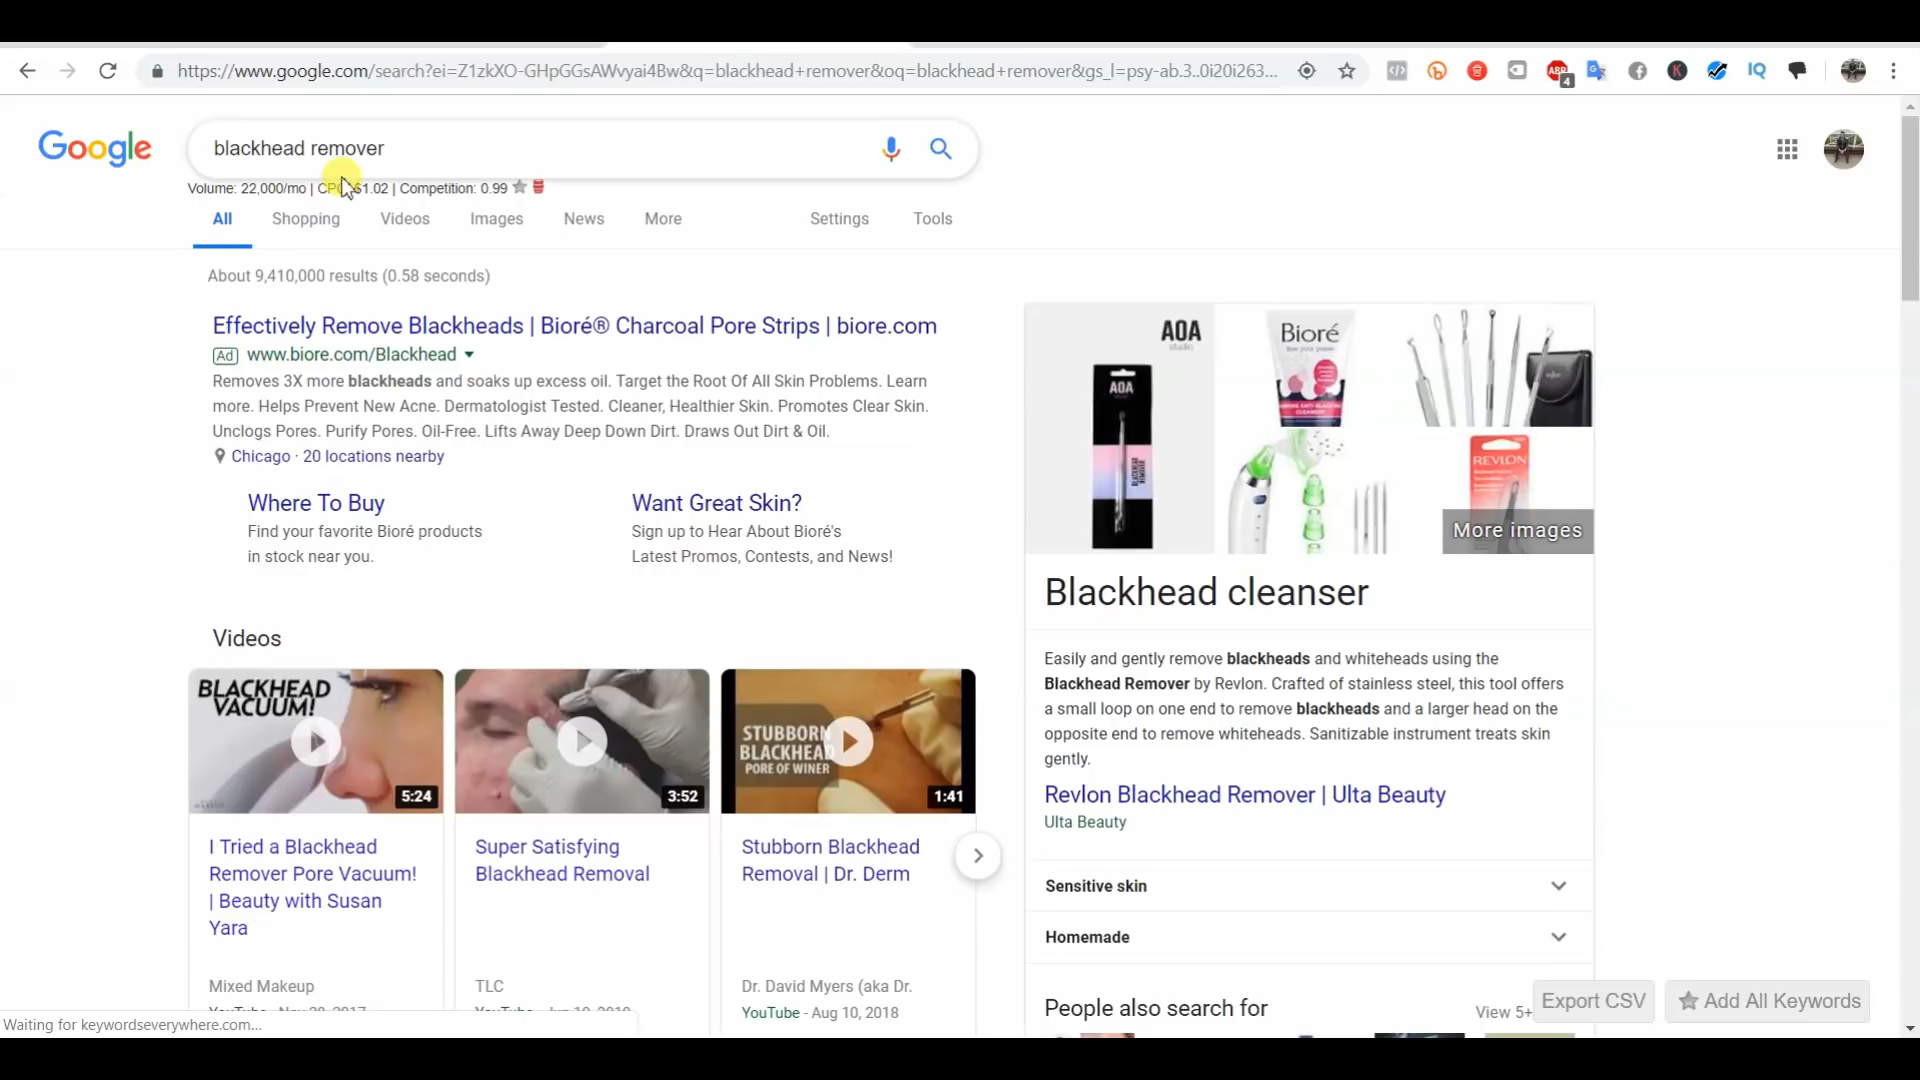 https://www.google.com/search?ei=Z1zkXO-GHpGGsAWvyai4Bw&q=blackhead+remover&oq=blackhead+remover&gs_l=psy-ab.3..0i20i263...
ABP
4
K
IQ
Google
blackhead remover
Volume: 22,000/mo | CPC: $1.02 | Competition: 0.99
All Shopping Videos Images News More Settings Tools
About 9,410,000 results (0.58 seconds)
Effectively Remove Blackheads | Bioré® Charcoal Pore Strips | biore.com
Ad www.biore.com/Blackhead
Removes 3X more blackheads and soaks up excess oil. Target the Root Of All Skin Problems. Learn
more. Helps Prevent New Acne. Dermatologist Tested. Cleaner, Healthier Skin. Promotes Clear Skin.
Unclogs Pores. Purify Pores. Oil-Free. Lifts Away Deep Down Dirt. Draws Out Dirt & Oil.
Chicago · 20 locations nearby
Where To Buy
Find your favorite Bioré products
in stock near you.
Want Great Skin?
Sign up to Hear About Bioré's
Latest Promos, Contests, and News!
Videos
BLACKHEAD
VACUUM!
5:24
I Tried a Blackhead
Remover Pore Vacuum!
| Beauty with Susan
Yara
Mixed Makeup
3:52
Super Satisfying
Blackhead Removal
TLC
STUBBORN
BLACKHEAD
PORE OF WINER
1:41
Stubborn Blackhead
Removal | Dr. Derm
Dr. David Myers (aka Dr.
YouTube - Aug 10, 2018
AOA
studio
AOA
BLACKHEAD
REMOVER
Bioré
REVLON
More images
Blackhead cleanser
Easily and gently remove blackheads and whiteheads using the
Blackhead Remover by Revlon. Crafted of stainless steel, this tool offers
a small loop on one end to remove blackheads and a larger head on the
opposite end to remove whiteheads. Sanitizable instrument treats skin
gently.
Revlon Blackhead Remover | Ulta Beauty
Ulta Beauty
Sensitive skin
Homemade
People also search for
View 5+
Export CSV
Add All Keywords
Waiting for keywordseverywhere.com...